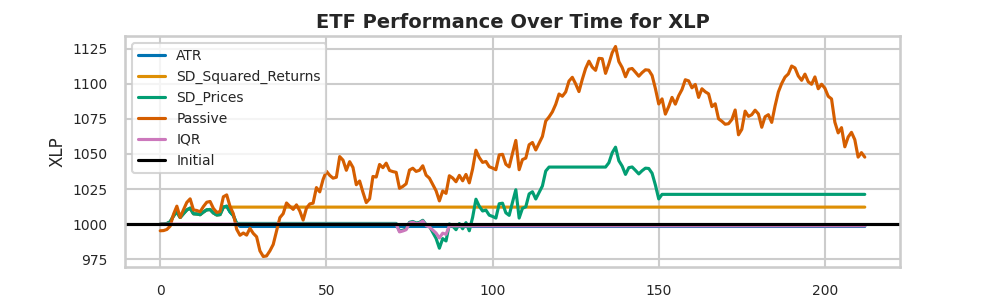 ETF Performance Over Time for XLP
XLP
1125
1100
1075
1050
1025
1000
975
ATR
SD_Squared_Returns
SD_Prices
Passive
IQR
Initial
0
50
100
150
200